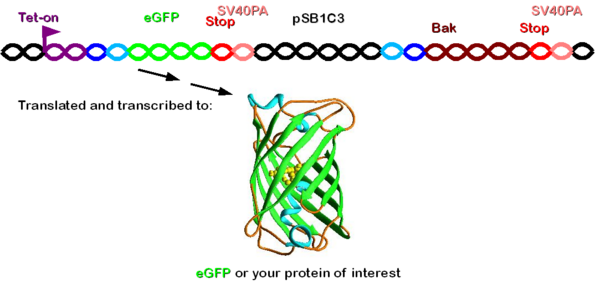 Tet-on
eGFP
Stop
SV40PA
pSB1C3
Bak
Stop
SV40PA
Translated and transcribed to:
eGFP or your protein of interest